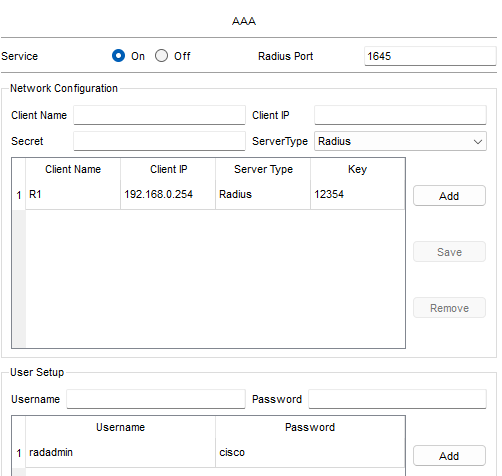 AAA
Service On Off Radius Port 1645
Network Configuration
Client Name Client IP
Secret ServerType Radius
Client Name Client IP Server Type Key
1 R1 192.168.0.254 Radius 12354 Add
Save
Remove
User Setup
Username Password
Username Password
1 radadmin cisco Add